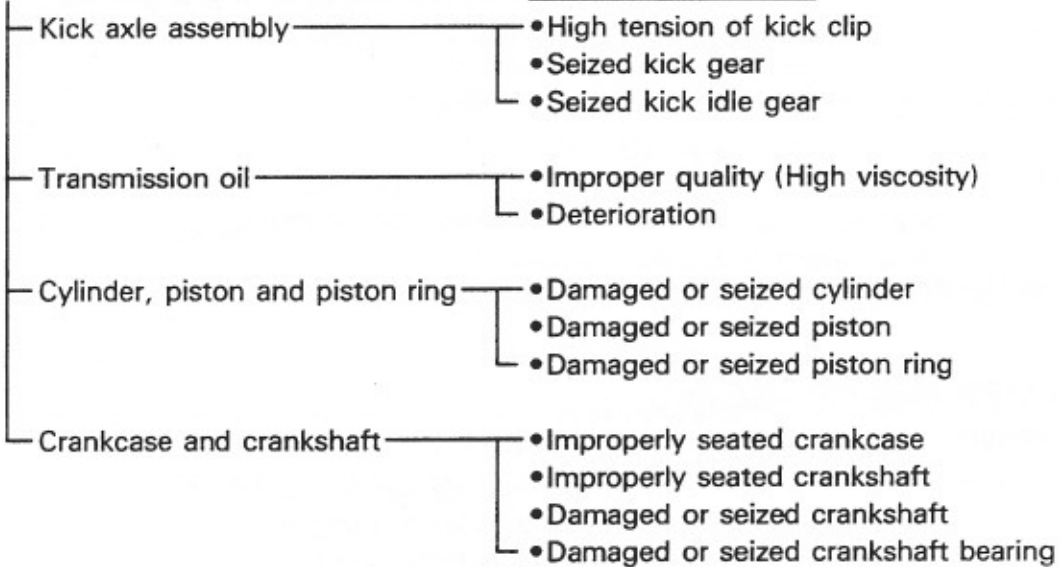 Kick axle assembly
•High tension of kick clip
•Seized kick gear
•Seized kick idle gear
Transmission oil
•Improper quality (High viscosity)
•Deterioration
Cylinder, piston and piston ring
•Damaged or seized cylinder
•Damaged or seized piston
•Damaged or seized piston ring
Crankcase and crankshaft
•Improperly seated crankcase
•Improperly seated crankshaft
•Damaged or seized crankshaft
•Damaged or seized crankshaft bearing